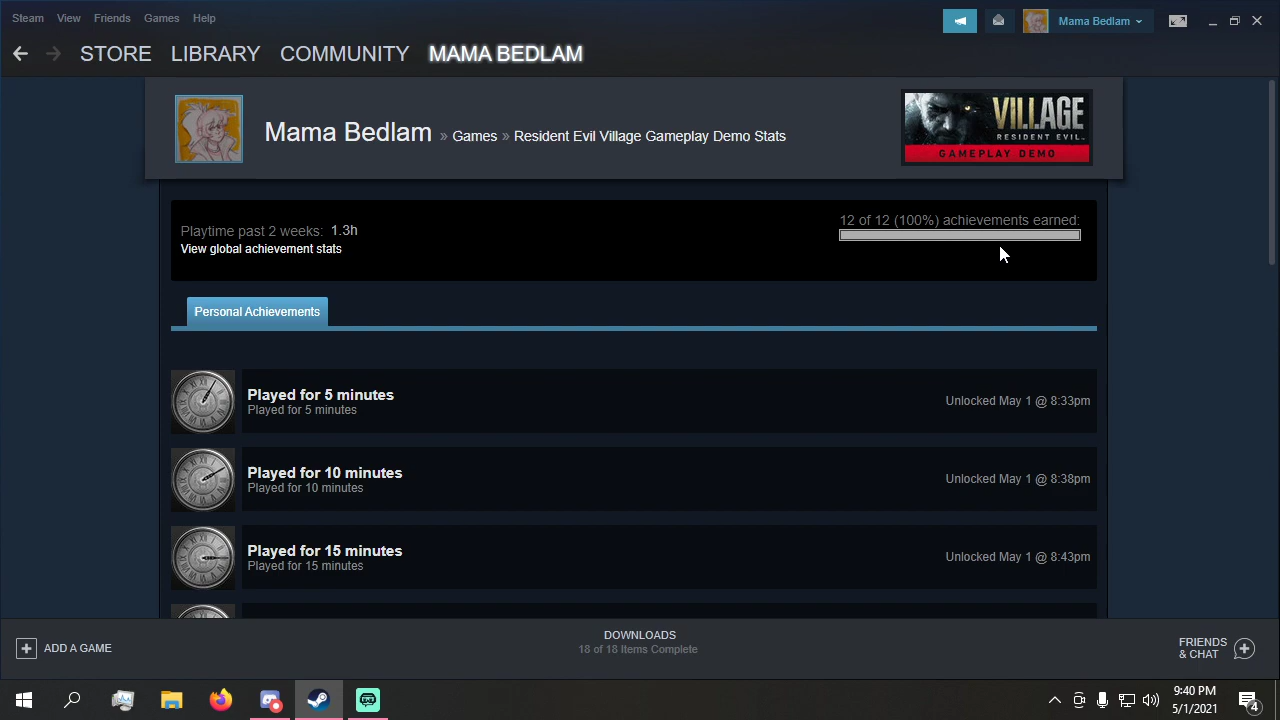 Steam View Friends Games Help
Mama Bedlam
STORE LIBRARY COMMUNITY MAMA BEDLAM
Mama Bedlam » Games » Resident Evil Village Gameplay Demo Stats
VILLAGE
RESIDENT EVIL
GAMEPLAY DEMO
12 of 12 (100%) achievements earned:
Playtime past 2 weeks: 1.3h
View global achievement stats
Personal Achievements
Played for 5 minutes
Played for 5 minutes
Unlocked May 1 @ 8:33pm
Played for 10 minutes
Played for 10 minutes
Unlocked May 1 @ 8:38pm
Played for 15 minutes
Played for 15 minutes
Unlocked May 1 @ 8:43pm
ADD A GAME
DOWNLOADS
18 of 18 Items Complete
FRIENDS
& CHAT
9:40 PM
5/1/2021
4